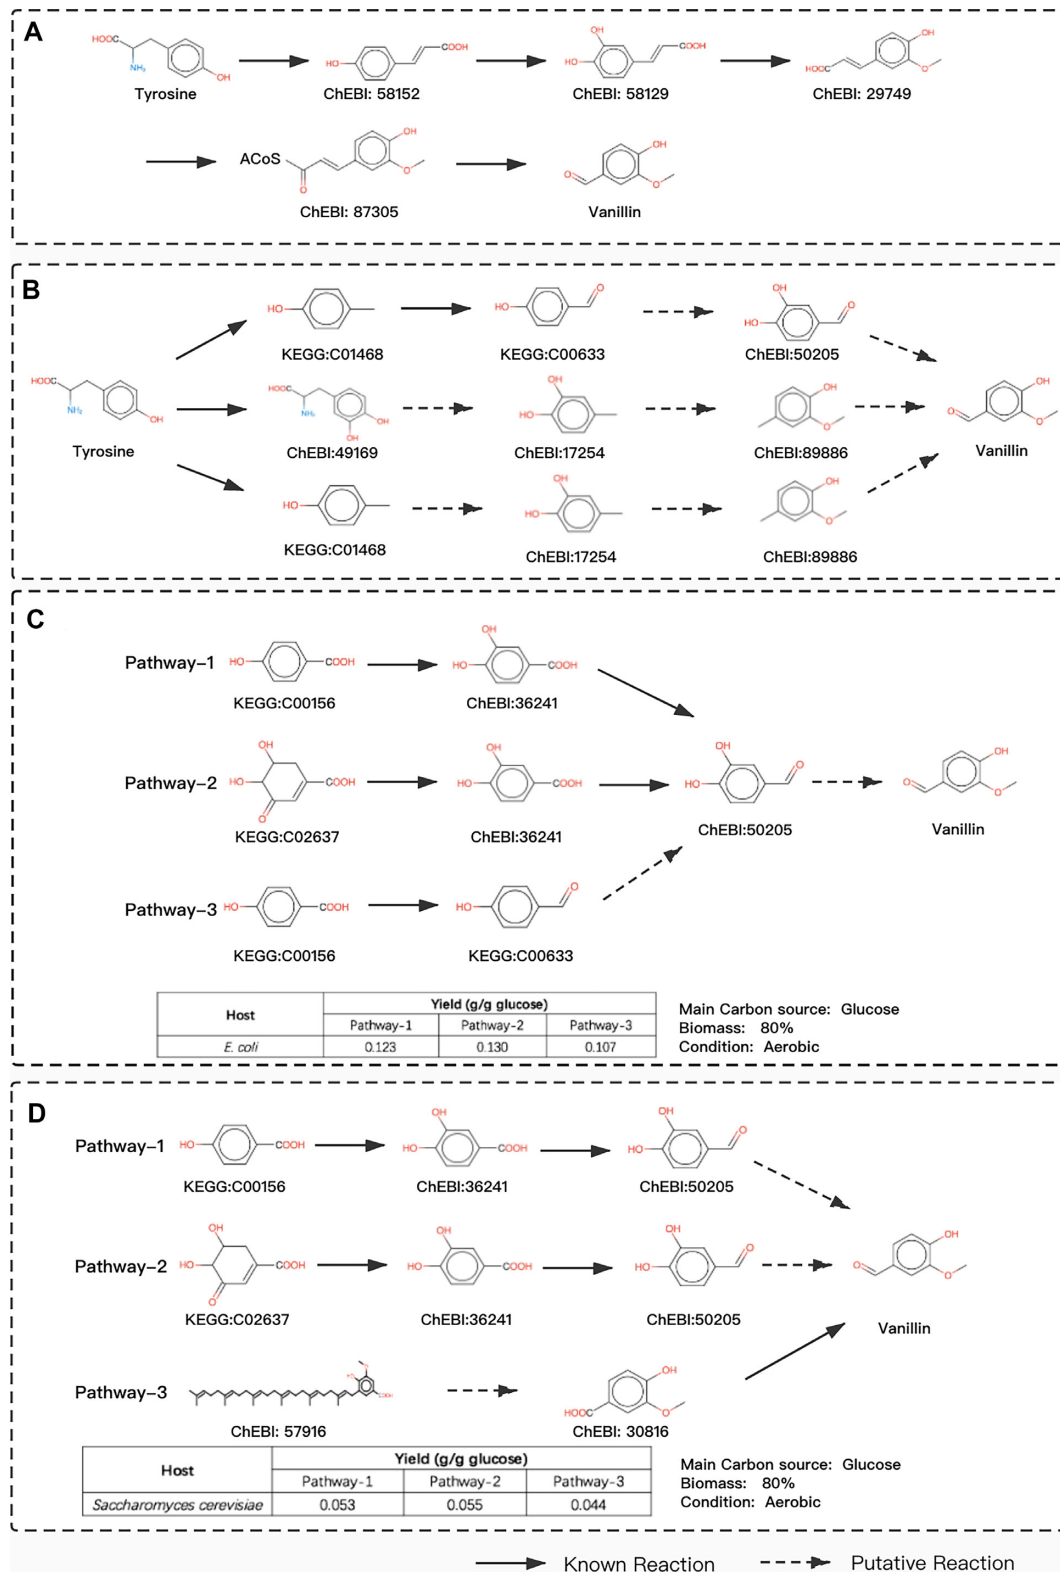 A
HOOC
NH₂
OH
Tyrosine
HO
COOH
ChEBI: 58152
OH
HO
COOH
ChEBI: 58129
HOOC
OH
O
ChEBI: 29749
ACoS
O
OH
O
ChEBI: 87305
O
OH
O
Vanillin
B
HO
KEGG:C01468
HO
O
KEGG:C00633
OH
HO
O
ChEBI:50205
HOOC
NH₂
OH
Tyrosine
HOOC
NH₂
OH
OH
ChEBI:49169
OH
HO
ChEBI:17254
OH
O
ChEBI:89886
O
OH
O
Vanillin
HO
KEGG:C01468
OH
HO
ChEBI:17254
OH
O
ChEBI:89886
C
Pathway-1
HO
COOH
KEGG:C00156
OH
HO
COOH
ChEBI:36241
Pathway-2
OH
HO
O
COOH
KEGG:C02637
OH
HO
COOH
ChEBI:36241
OH
HO
O
ChEBI:50205
O
OH
O
Vanillin
Pathway-3
HO
COOH
KEGG:C00156
HO
O
KEGG:C00633
Host Yield (g/g glucose)
Pathway-1 Pathway-2 Pathway-3
E. coli 0.123 0.130 0.107
Main Carbon source: Glucose
Biomass: 80%
Condition: Aerobic
D
Pathway-1
HO
COOH
KEGG:C00156
OH
HO
COOH
ChEBI:36241
OH
HO
O
ChEBI:50205
Pathway-2
OH
HO
O
COOH
KEGG:C02637
OH
HO
COOH
ChEBI:36241
OH
HO
O
ChEBI:50205
O
OH
O
Vanillin
Pathway-3
HO
O
COOH
ChEBI: 57916
HOOC
OH
O
ChEBI: 30816
Host Yield (g/g glucose)
Pathway-1 Pathway-2 Pathway-3
Saccharomyces cerevisiae 0.053 0.055 0.044
Main Carbon source: Glucose
Biomass: 80%
Condition: Aerobic
Known Reaction Putative Reaction